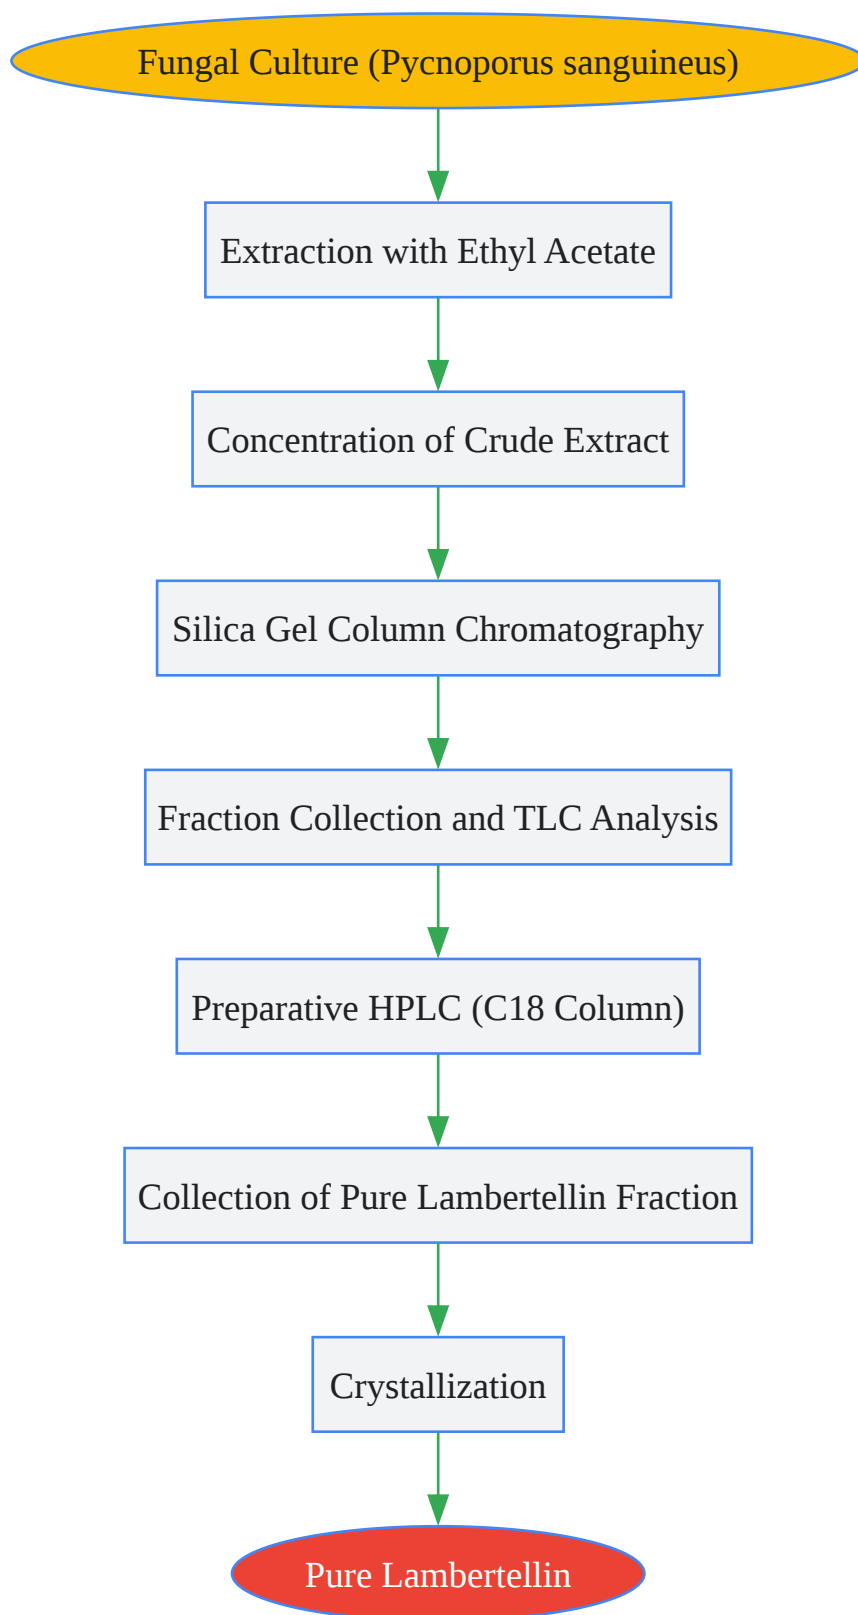 Fungal Culture (Pycnoporus sanguineus)
Extraction with Ethyl Acetate
Concentration of Crude Extract
Silica Gel Column Chromatography
Fraction Collection and TLC Analysis
Preparative HPLC (C18 Column)
Collection of Pure Lambertellin Fraction
Crystallization
Pure Lambertellin